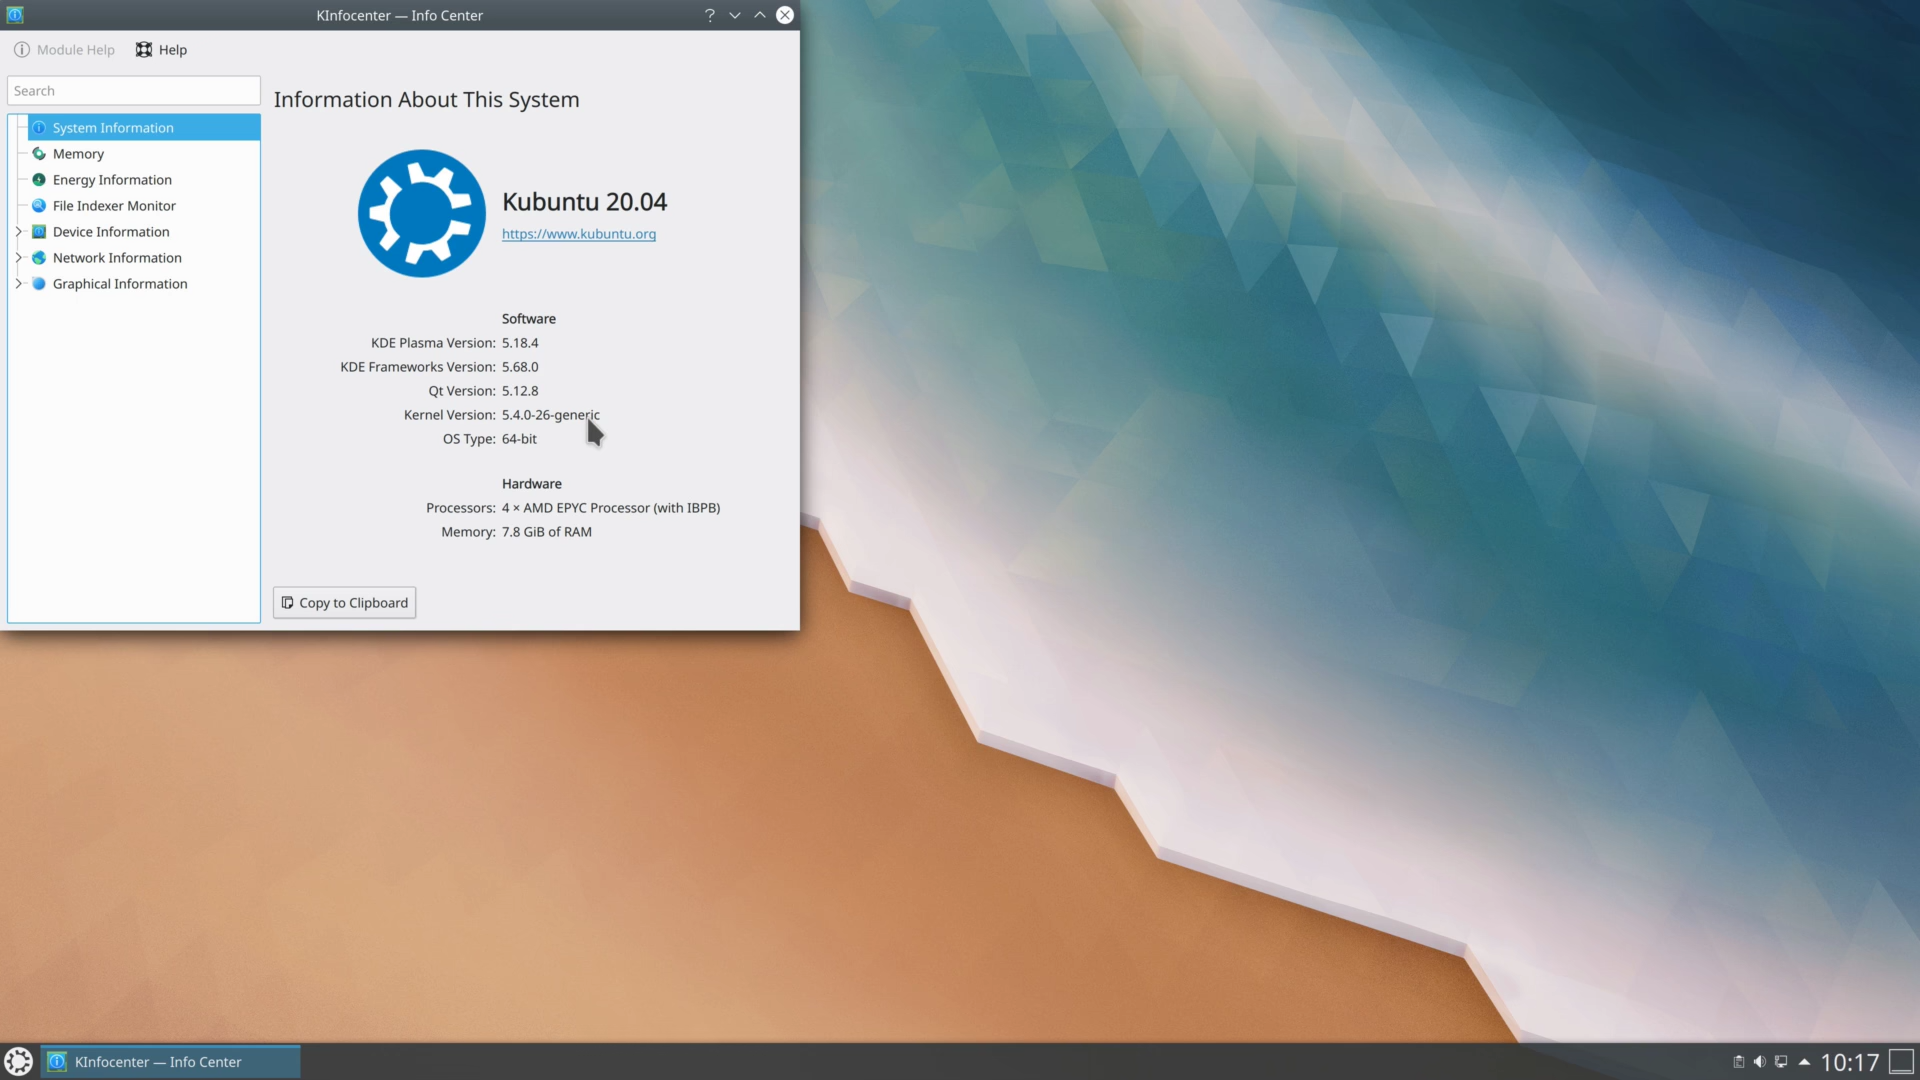 KInfocenter — Info Center
Module Help Help
Search
Information About This System
System Information
Memory
Energy Information
File Indexer Monitor
Device Information
Network Information
Graphical Information
Kubuntu 20.04
https://www.kubuntu.org
Software
KDE Plasma Version: 5.18.4
KDE Frameworks Version: 5.68.0
Qt Version: 5.12.8
Kernel Version: 5.4.0-26-generic
OS Type: 64-bit
Hardware
Processors: 4 × AMD EPYC Processor (with IBPB)
Memory: 7.8 GiB of RAM
Copy to Clipboard
KInfocenter — Info Center
10:17